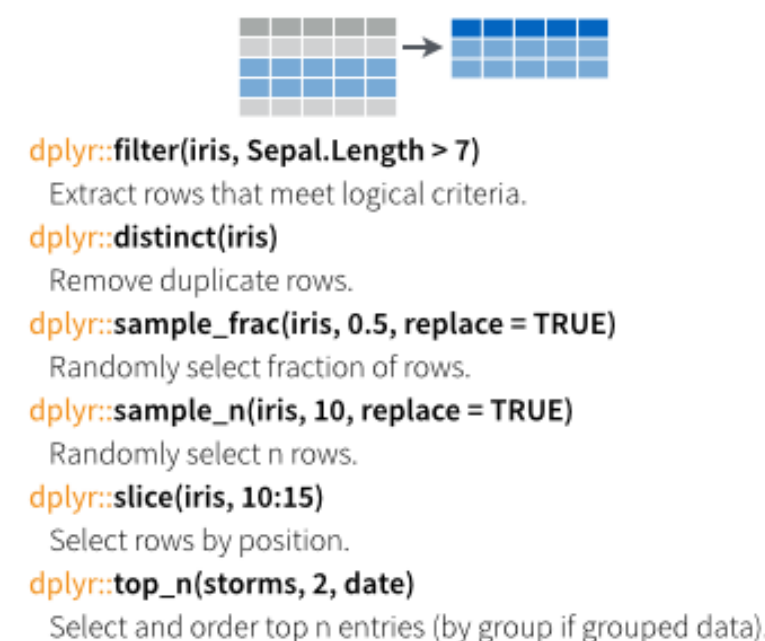 dplyr::filter(iris, Sepal.Length > 7)
Extract rows that meet logical criteria.
dplyr::distinct(iris)
Remove duplicate rows.
dplyr::sample_frac(iris, 0.5, replace = TRUE)
Randomly select fraction of rows.
dplyr::sample_n(iris, 10, replace = TRUE)
Randomly select n rows.
dplyr::slice(iris, 10:15)
Select rows by position.
dplyr::top_n(storms, 2, date)
Select and order top n entries (by group if grouped data).